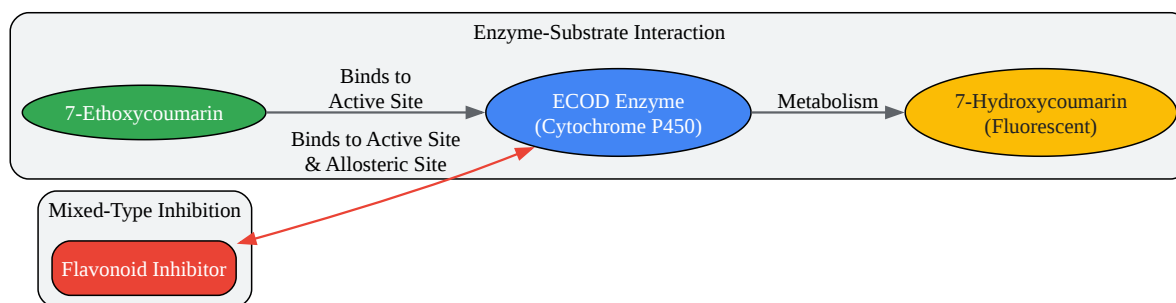 Enzyme-Substrate Interaction
7-Ethoxycoumarin
Binds to
Active Site
ECOD Enzyme
(Cytochrome P450)
Metabolism
7-Hydroxycoumarin
(Fluorescent)
Binds to Active Site
& Allosteric Site
Mixed-Type Inhibition
Flavonoid Inhibitor